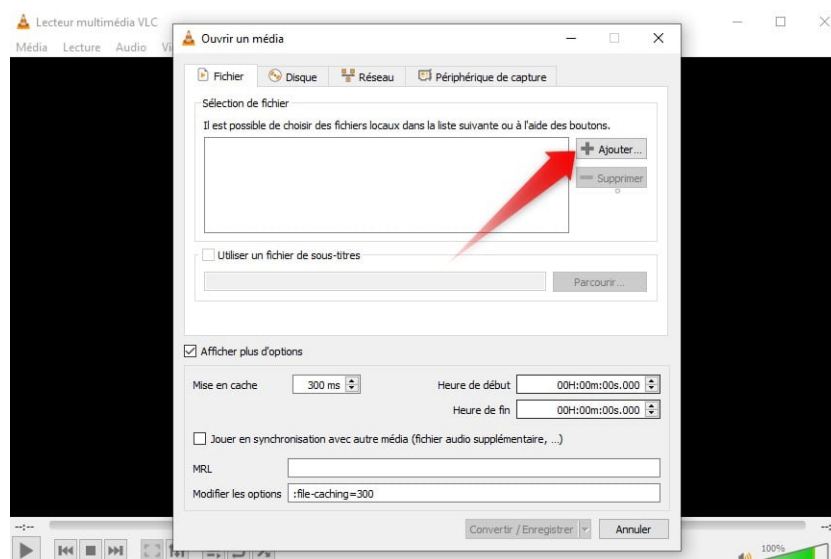 Lecteur multimédia VLC
Média Lecture Audio Vi
Ouvrir un média
Fichier Disque Réseau Périphérique de capture
Sélection de fichier
Il est possible de choisir des fichiers locaux dans la liste suivante ou à l'aide des boutons.
Ajouter...
Supprimer
Utiliser un fichier de sous-titres
Parcourir...
Afficher plus d'options
Mise en cache 300 ms Heure de début 00H:00m:00s.000
Heure de fin 00H:00m:00s.000
Jouer en synchronisation avec autre média (fichier audio supplémentaire, ...)
MRL
Modifier les options :file-caching=300
Convertir / Enregistrer Annuler
--:-- --:
100%